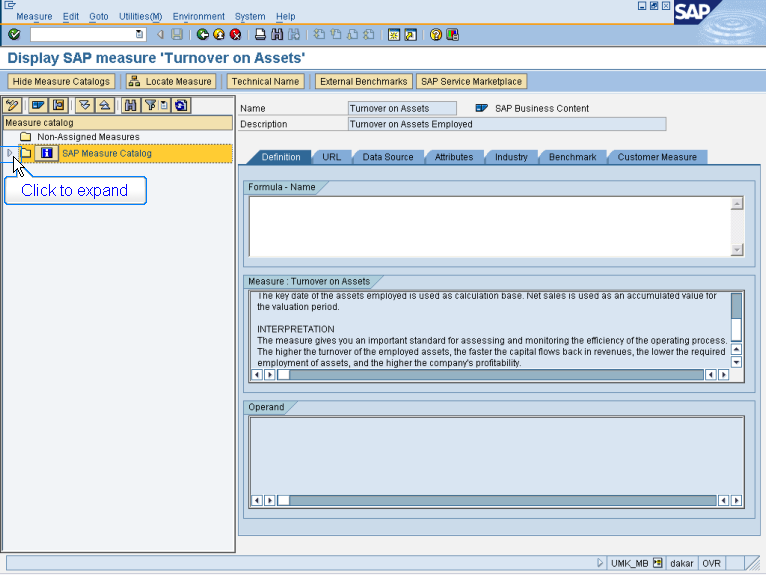 Measure Edit Goto Utilities(M) Environment System Help
SAP
Display SAP measure 'Turnover on Assets'
Hide Measure Catalogs Locate Measure Technical Name External Benchmarks SAP Service Marketplace
Measure catalog
Non-Assigned Measures
SAP Measure Catalog
Click to expand
Name Turnover on Assets SAP Business Content
Description Turnover on Assets Employed
Definition URL Data Source Attributes Industry Benchmark Customer Measure
Formula - Name
Measure : Turnover on Assets
The key date of the assets employed is used as calculation base. Net sales is used as an accumulated value for
the valuation period.
INTERPRETATION
The measure gives you an important standard for assessing and monitoring the efficiency of the operating process.
The higher the turnover of the employed assets, the faster the capital flows back in revenues, the lower the required
employment of assets, and the higher the company's profitability.
Operand
UMK_MB dakar OVR